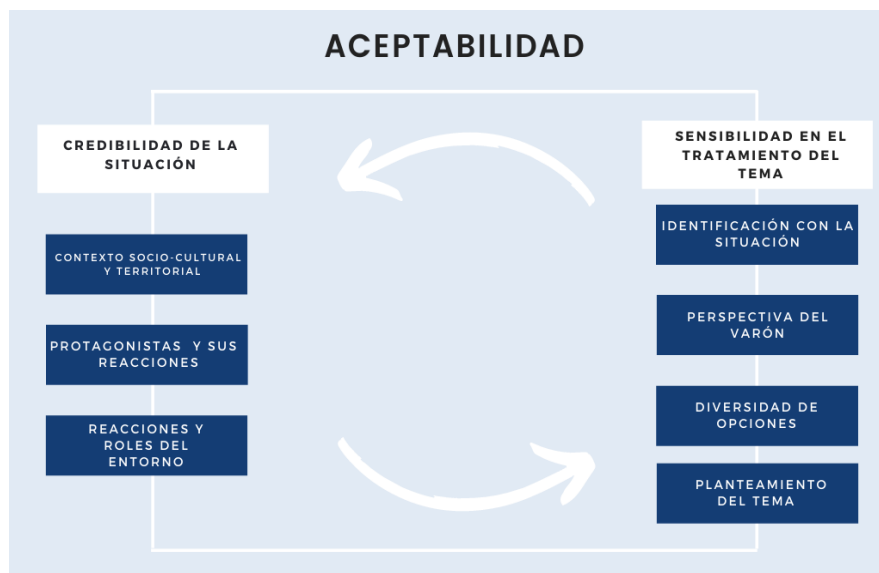 ACEPTABILIDAD
CREDIBILIDAD DE LA
SITUACIÓN
CONTEXTO SOCIO-CULTURAL
Y TERRITORIAL
PROTAGONISTAS Y SUS
REACCIONES
REACCIONES Y
ROLES DEL
ENTORNO
SENSIBILIDAD EN EL
TRATAMIENTO DEL
TEMA
IDENTIFICACIÓN CON LA
SITUACIÓN
PERSPECTIVA DEL
VARÓN
DIVERSIDAD DE
OPCIONES
PLANTEAMIENTO
DEL TEMA